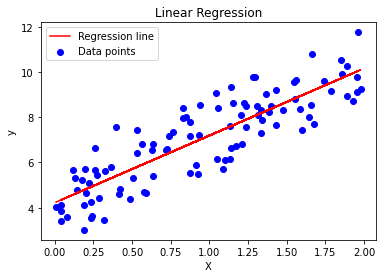 Linear Regression
Regression line
Data points
12
10
8
6
4
y
0.00 0.25 0.50 0.75 1.00 1.25 1.50 1.75 2.00
X